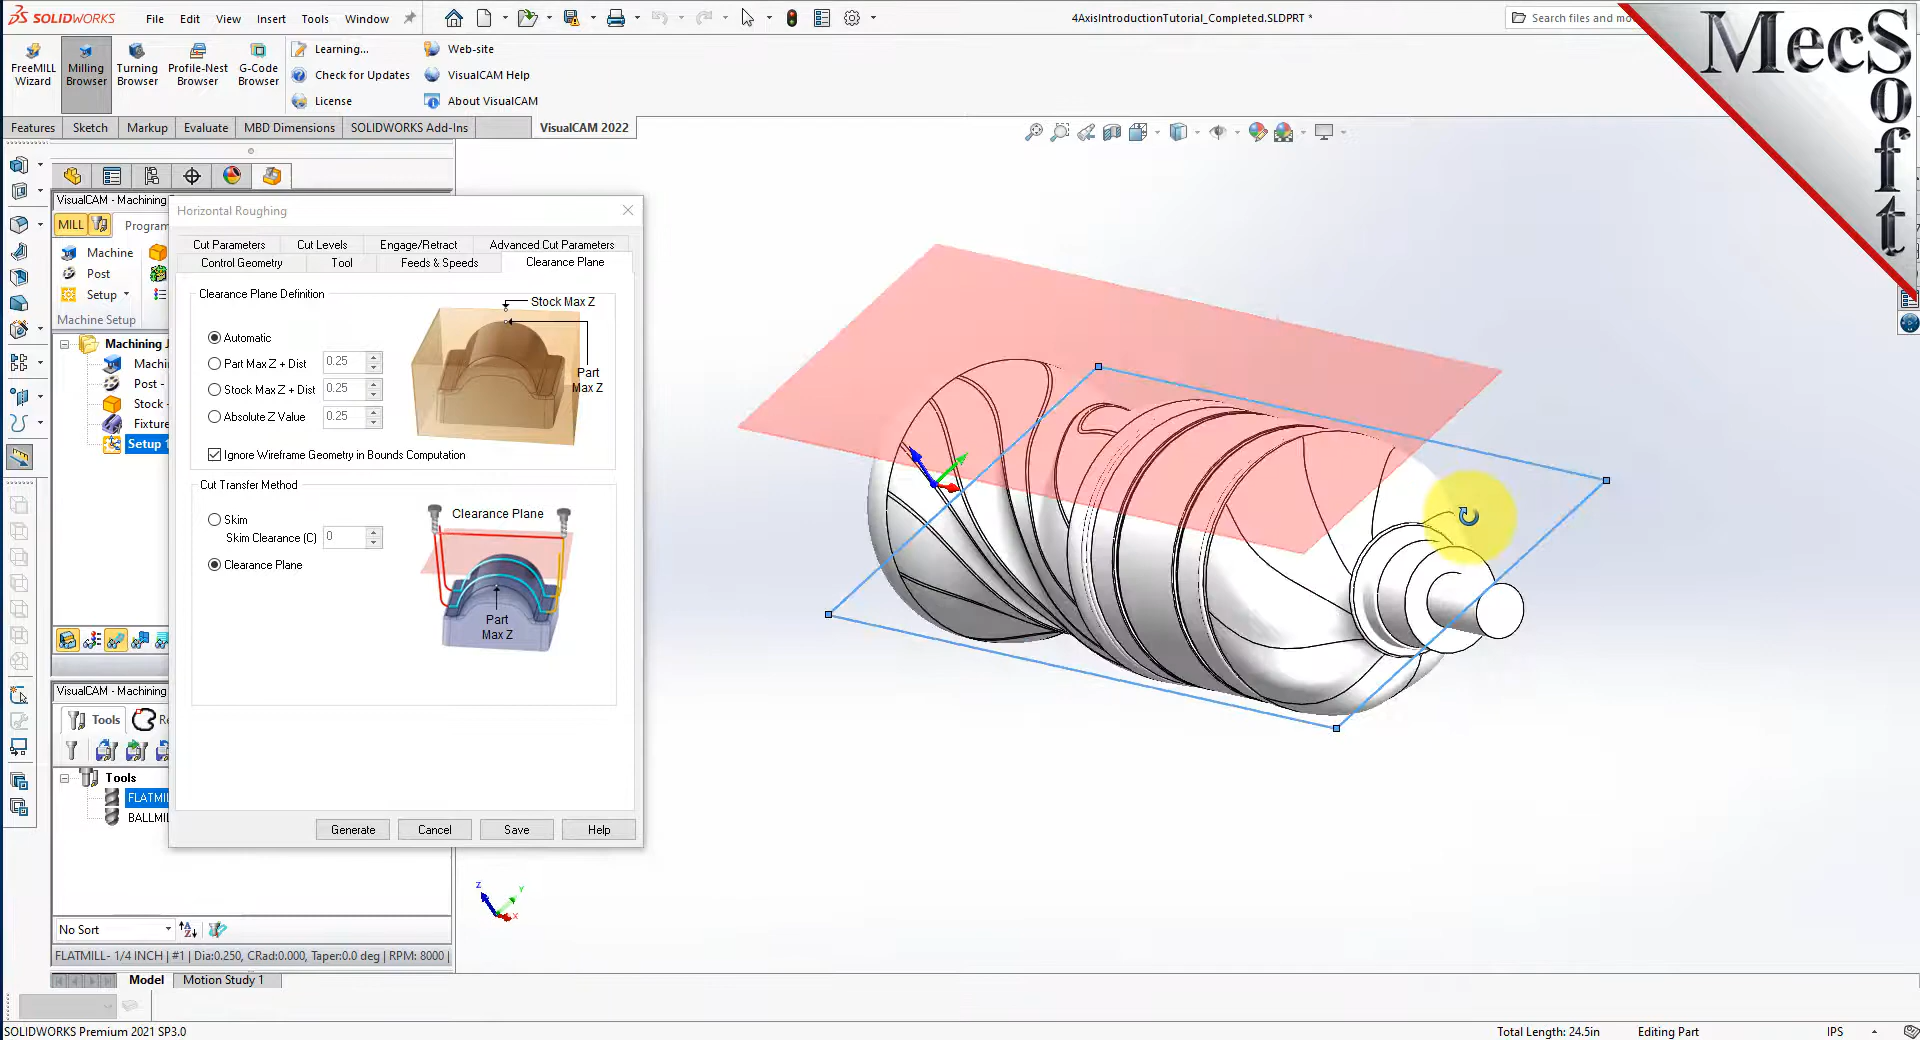 SOLIDWORKS
File Edit View Insert Tools Window
4AxisIntroductionTutorial_Completed.SLDPRT *
Search files and mo
MecSoft
FreeMILL Wizard
Milling Browser
Turning Browser
Profile-Nest Browser
G-Code Browser
Learning...
Check for Updates
License
Web-site
VisualCAM Help
About VisualCAM
Features Sketch Markup Evaluate MBD Dimensions SOLIDWORKS Add-Ins VisualCAM 2022
VisualCAM - Machining
MILL Program
Machine
Post
Setup
Machine Setup
Machining J
Machi
Post -
Stock -
Fixture
Setup 1
Horizontal Roughing
Cut Parameters Cut Levels Engage/Retract Advanced Cut Parameters
Control Geometry Tool Feeds & Speeds Clearance Plane
Clearance Plane Definition
Stock Max Z
Automatic
Part Max Z + Dist 0.25
Part Max Z
Stock Max Z + Dist 0.25
Absolute Z Value 0.25
Ignore Wireframe Geometry in Bounds Computation
Cut Transfer Method
Clearance Plane
Skim
Skim Clearance (C) 0
Clearance Plane
Part
Max Z
Generate Cancel Save Help
VisualCAM - Machining
Tools Re
Tools
FLATMIL
BALLMIL
Z Y X
No Sort
FLATMILL- 1/4 INCH | #1 | Dia:0.250, CRad:0.000, Taper:0.0 deg | RPM: 8000 |
Model Motion Study 1
SOLIDWORKS Premium 2021 SP3.0
Total Length: 24.5in Editing Part IPS